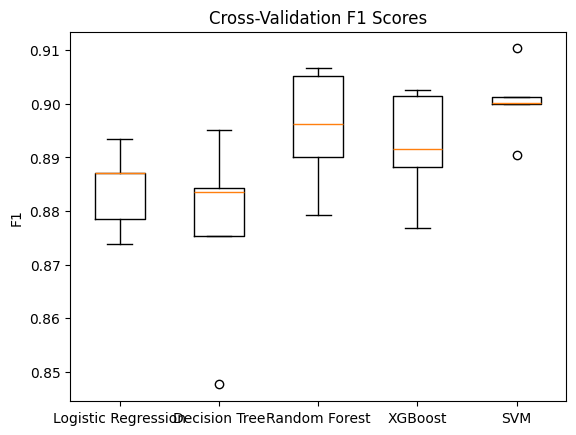 Cross-Validation F1 Scores
0.91
0.90
0.89
0.88
0.87
0.86
0.85
F1
Logistic Regression Decision Tree Random Forest XGBoost SVM